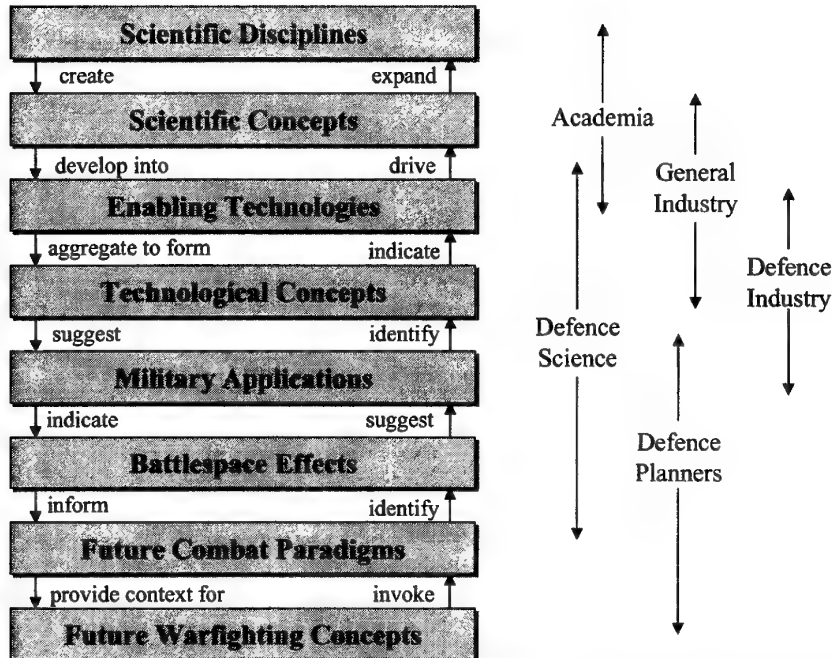 Scientific Disciplines
create expand
Scientific Concepts
develop into drive
Enabling Technologies
aggregate to form indicate
Technological Concepts
suggest identify
Military Applications
indicate suggest
Battlespace Effects
inform identify
Future Combat Paradigms
provide context for invoke
Future Warfighting Concepts
Academia
General
Industry
Defence
Industry
Defence
Science
Defence
Planners